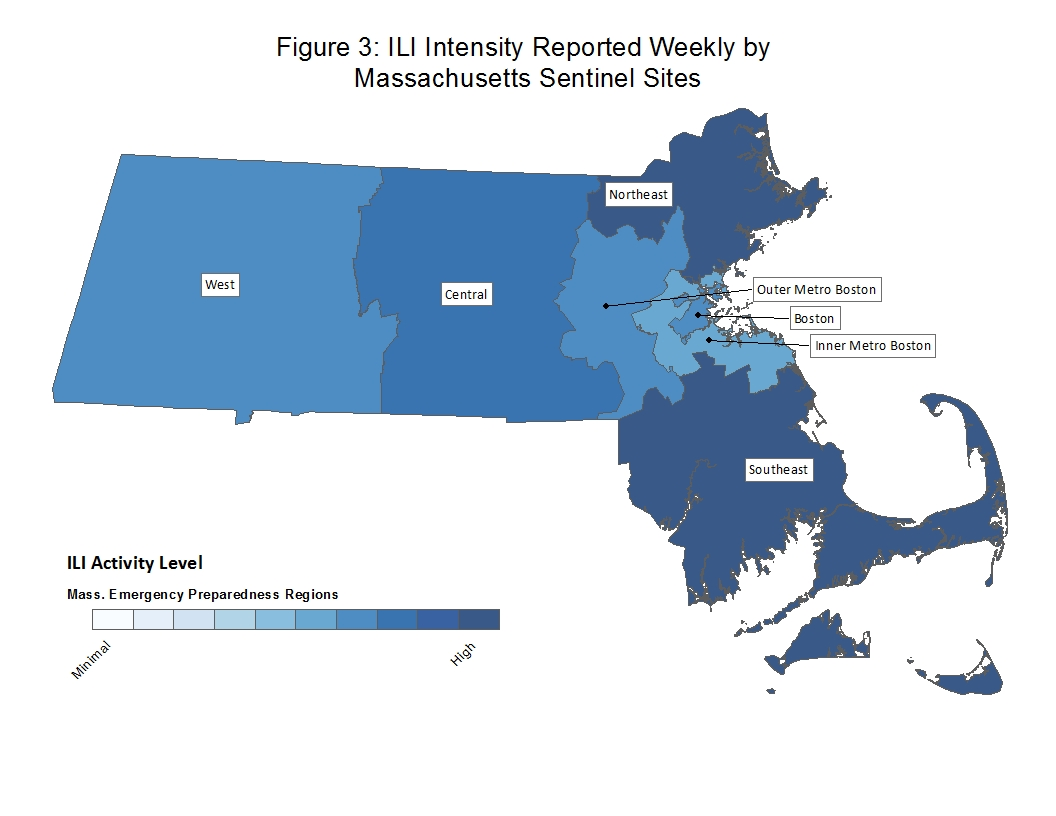 Figure 3: ILI Intensity Reported Weekly by
Massachusetts Sentinel Sites
Northeast
West
Central
Outer Metro Boston
Boston
Inner Metro Boston
Southeast
ILI Activity Level
Mass. Emergency Preparedness Regions
Minimal
High